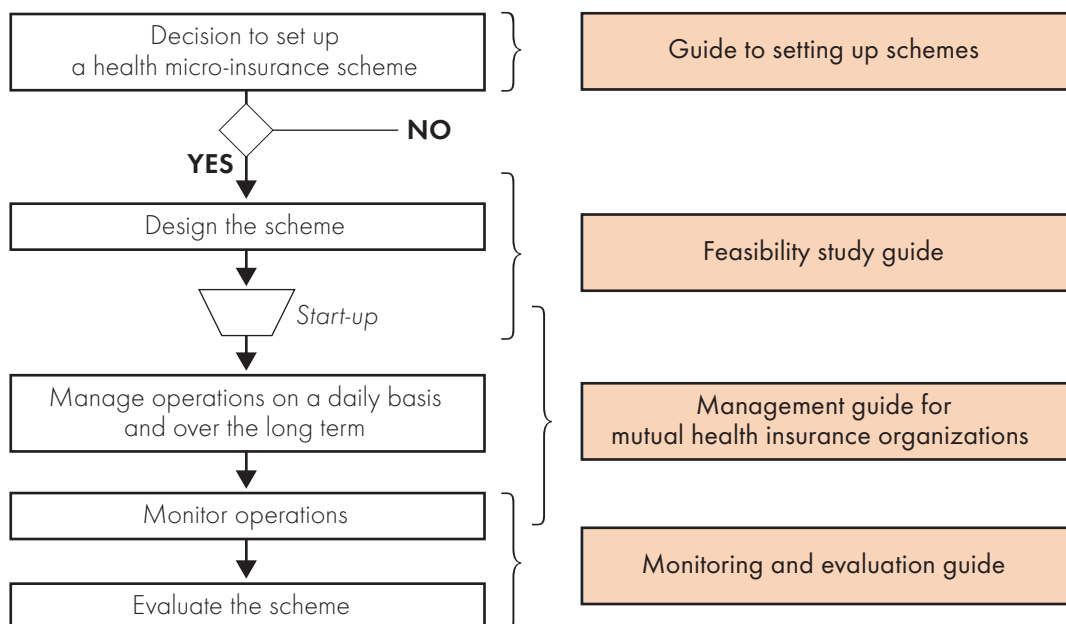 Decision to set up
a health micro-insurance scheme
Guide to setting up schemes
NO
YES
Design the scheme
Feasibility study guide
Start-up
Manage operations on a daily basis
and over the long term
Management guide for
mutual health insurance organizations
Monitor operations
Monitoring and evaluation guide
Evaluate the scheme